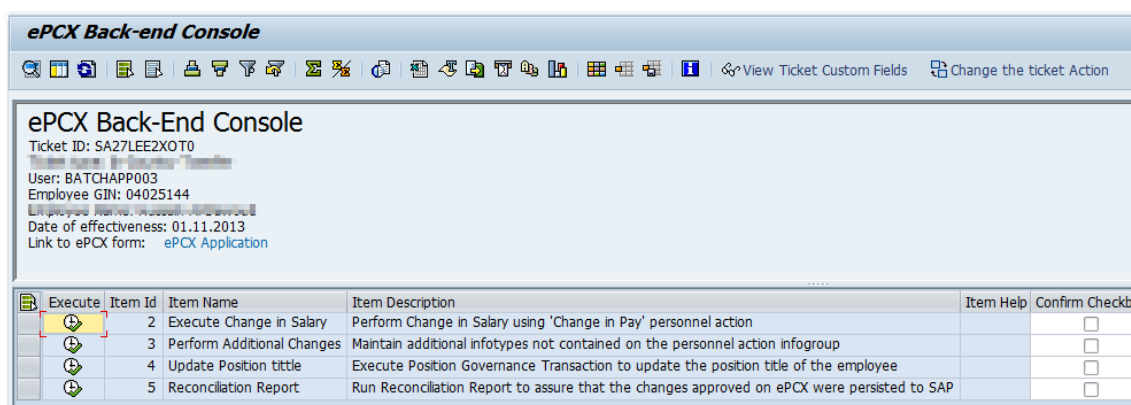 ePCX Back-end Console
View Ticket Custom Fields Change the ticket Action
ePCX Back-End Console
Ticket ID: SA27LEE2XOT0
User: BATCHAPP003
Employee GIN: 04025144
Date of effectiveness: 01.11.2013
Link to ePCX form: ePCX Application
Execute Item Id Item Name Item Description Item Help Confirm Checkb
2 Execute Change in Salary Perform Change in Salary using 'Change in Pay' personnel action
3 Perform Additional Changes Maintain additional infotypes not contained on the personnel action infogroup
4 Update Position tittle Execute Position Governance Transaction to update the position title of the employee
5 Reconciliation Report Run Reconciliation Report to assure that the changes approved on ePCX were persisted to SAP